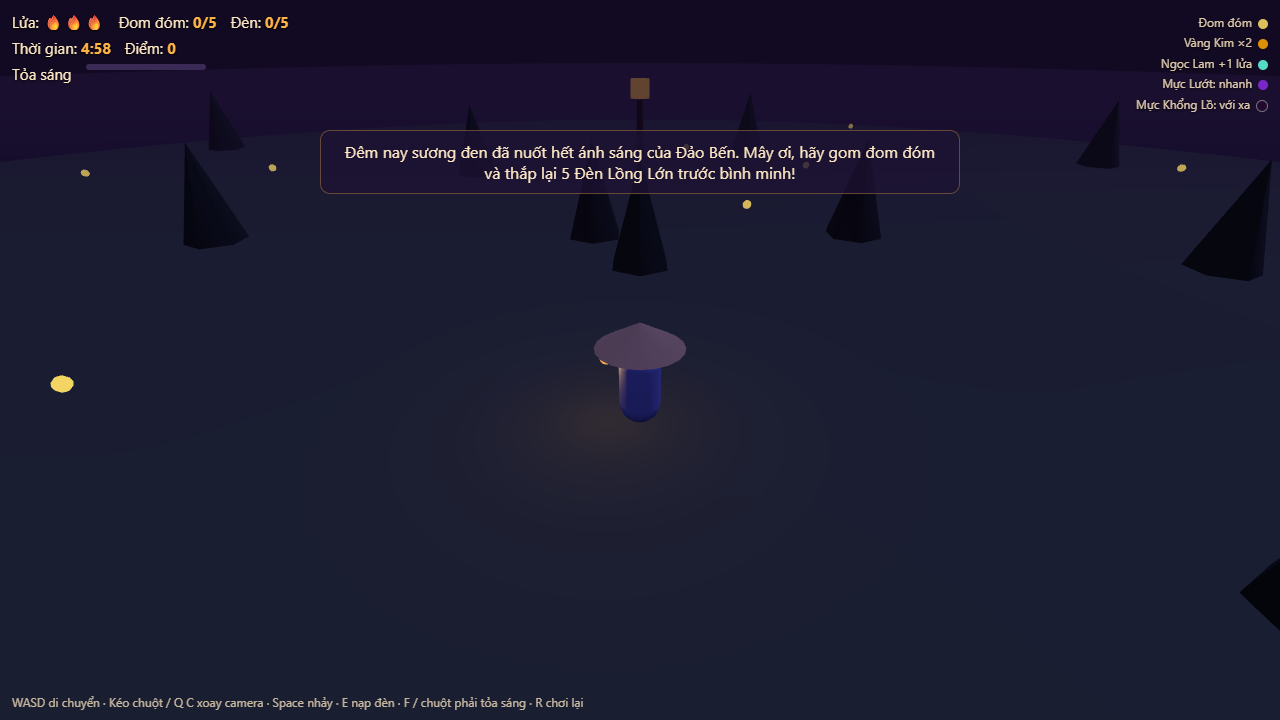 Lửa: 🔥 🔥 🔥 Đom đóm: 0/5 Đèn: 0/5
Thời gian: 4:58 Điểm: 0
Tỏa sáng
Đom đóm
Vàng Kim ×2
Ngọc Lam +1 lửa
Mực Lướt: nhanh
Mực Khổng Lồ: với xa
Đêm nay sương đen đã nuốt hết ánh sáng của Đảo Bến. Mây ơi, hãy gom đom đóm
và thắp lại 5 Đèn Lồng Lớn trước bình minh!
WASD di chuyển · Kéo chuột / Q C xoay camera · Space nhảy · E nạp đèn · F / chuột phải tỏa sáng · R chơi lại